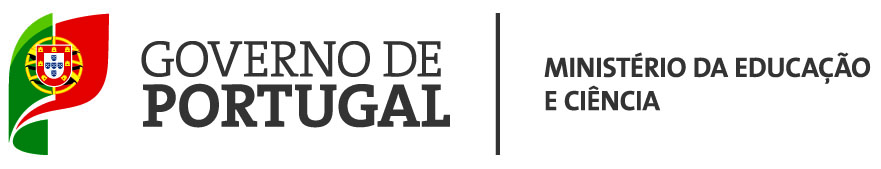 GOVERNO DE
PORTUGAL
MINISTÉRIO DA EDUCAÇÃO
E CIÊNCIA